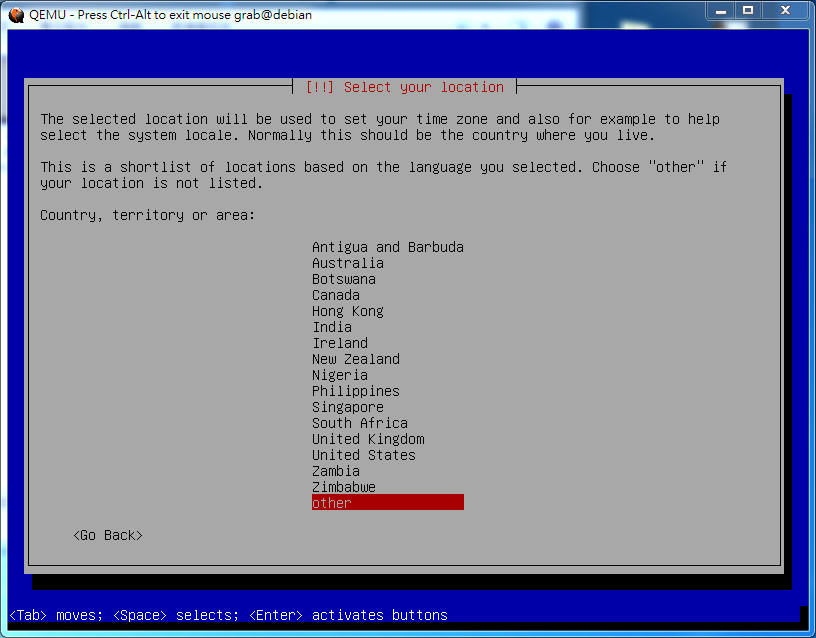 QEMU - Press Ctrl-Alt to exit mouse grab@debian
[!!] Select your location
The selected location will be used to set your time zone and also for example to help
select the system locale. Normally this should be the country where you live.
This is a shortlist of locations based on the language you selected. Choose "other" if
your location is not listed.
Country, territory or area:
Antigua and Barbuda
Australia
Botswana
Canada
Hong Kong
India
Ireland
New Zealand
Nigeria
Philippines
Singapore
South Africa
United Kingdom
United States
Zambia
Zimbabwe
other
<Go Back>
<Tab> moves; <Space> selects; <Enter> activates buttons